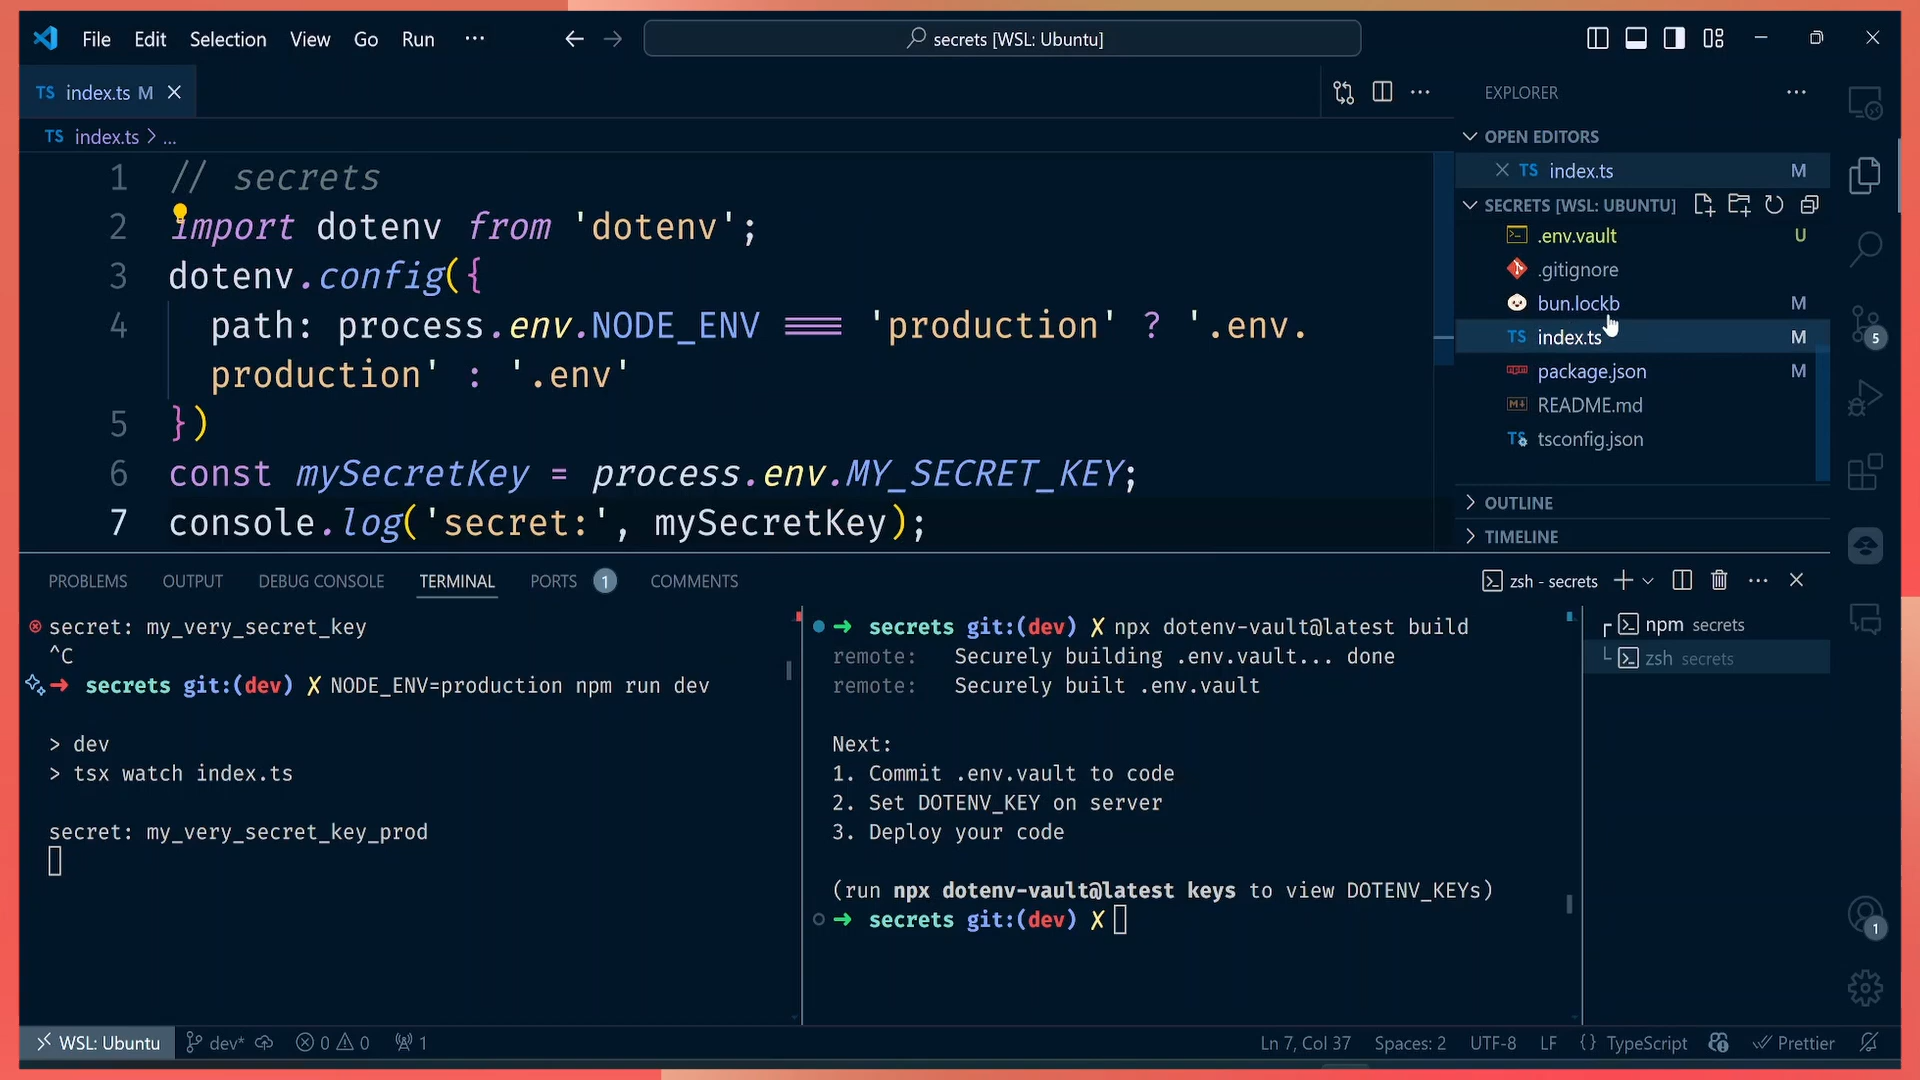 File Edit Selection View Go Run ···
secrets [WSL: Ubuntu]
TS index.ts M
TS index.ts > ...
1 // secrets
2 import dotenv from 'dotenv';
3 dotenv.config({
4 path: process.env.NODE_ENV === 'production' ? '.env.
production' : '.env'
5 })
6 const mySecretKey = process.env.MY_SECRET_KEY;
7 console.log('secret:', mySecretKey);
EXPLORER
OPEN EDITORS
TS index.ts M
SECRETS [WSL: UBUNTU]
.env.vault U
.gitignore
bun.lockb M
TS index.ts M
package.json M
README.md
TS tsconfig.json
OUTLINE
TIMELINE
5
PROBLEMS OUTPUT DEBUG CONSOLE TERMINAL PORTS 1 COMMENTS
zsh - secrets
secret: my_very_secret_key
^C
→ secrets git:(dev) ✗ NODE_ENV=production npm run dev
> dev
> tsx watch index.ts
secret: my_very_secret_key_prod
→ secrets git:(dev) ✗ npx dotenv-vault@latest build
remote: Securely building .env.vault... done
remote: Securely built .env.vault
Next:
1. Commit .env.vault to code
2. Set DOTENV_KEY on server
3. Deploy your code
(run npx dotenv-vault@latest keys to view DOTENV_KEYs)
→ secrets git:(dev) ✗
npm secrets
zsh secrets
1
WSL: Ubuntu dev* 0 0 1
Ln 7, Col 37 Spaces: 2 UTF-8 LF {} TypeScript Prettier